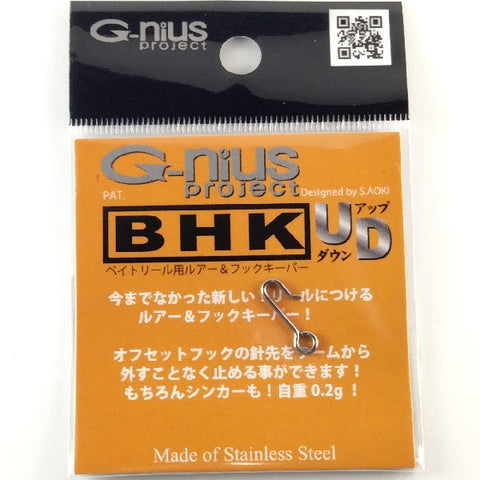 G-nius
project
G-nius
project
PAT.
Designed by S.AOKI
BHK UD
アップ
ダウン
ベイトリール用ルアー&フックキーパー
今までなかった新しい!リールにつける
ルアー&フックキーパー!
オフセットフックの針先をワームから
外すことなく止める事ができます!
もちろんシンカーも!自重0.2g!
Made of Stainless Steel